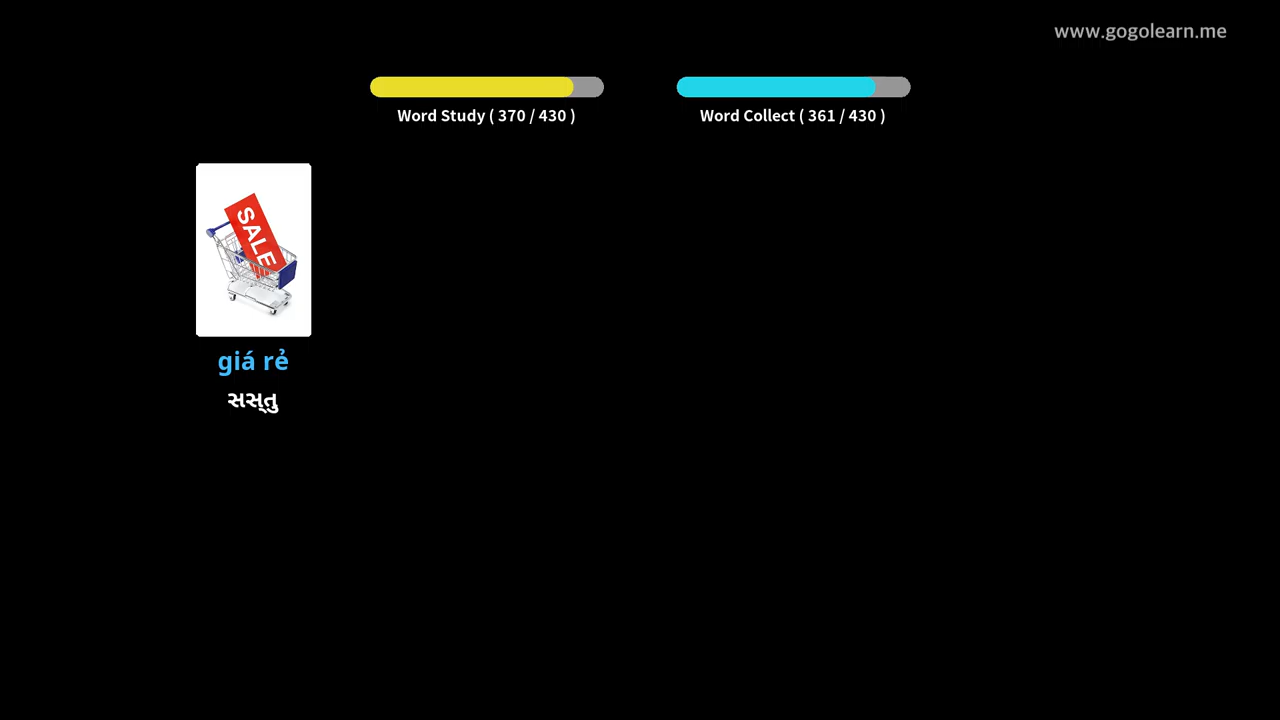 www.gogolearn.me
Word Study ( 370 / 430 )
Word Collect ( 361 / 430 )
SALE
giá rẻ
સસ્તુ